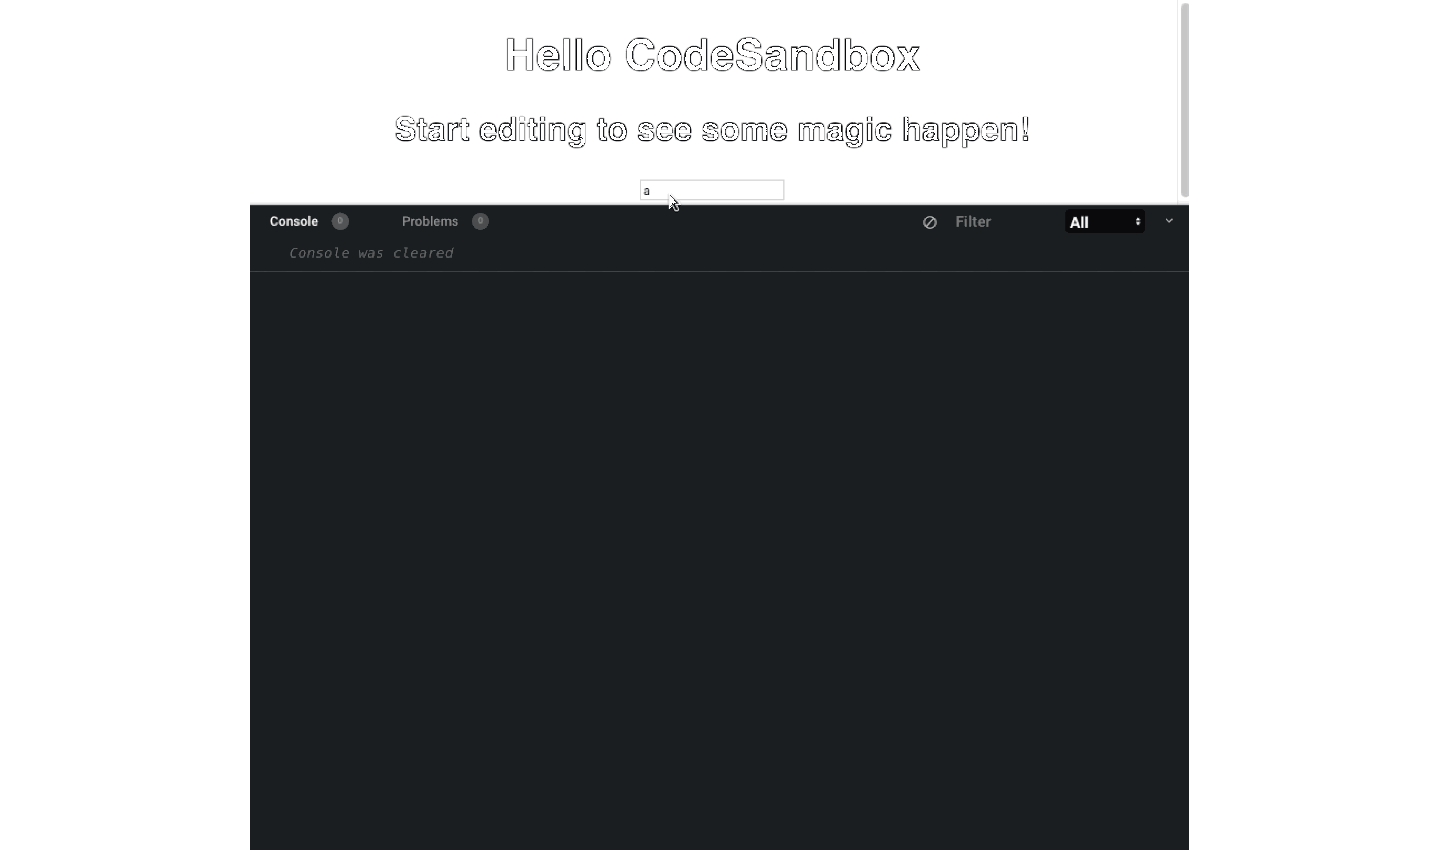 Hello CodeSandbox
Start editing to see some magic happen!
a
Console 0 Problems 0 Filter All
Console was cleared